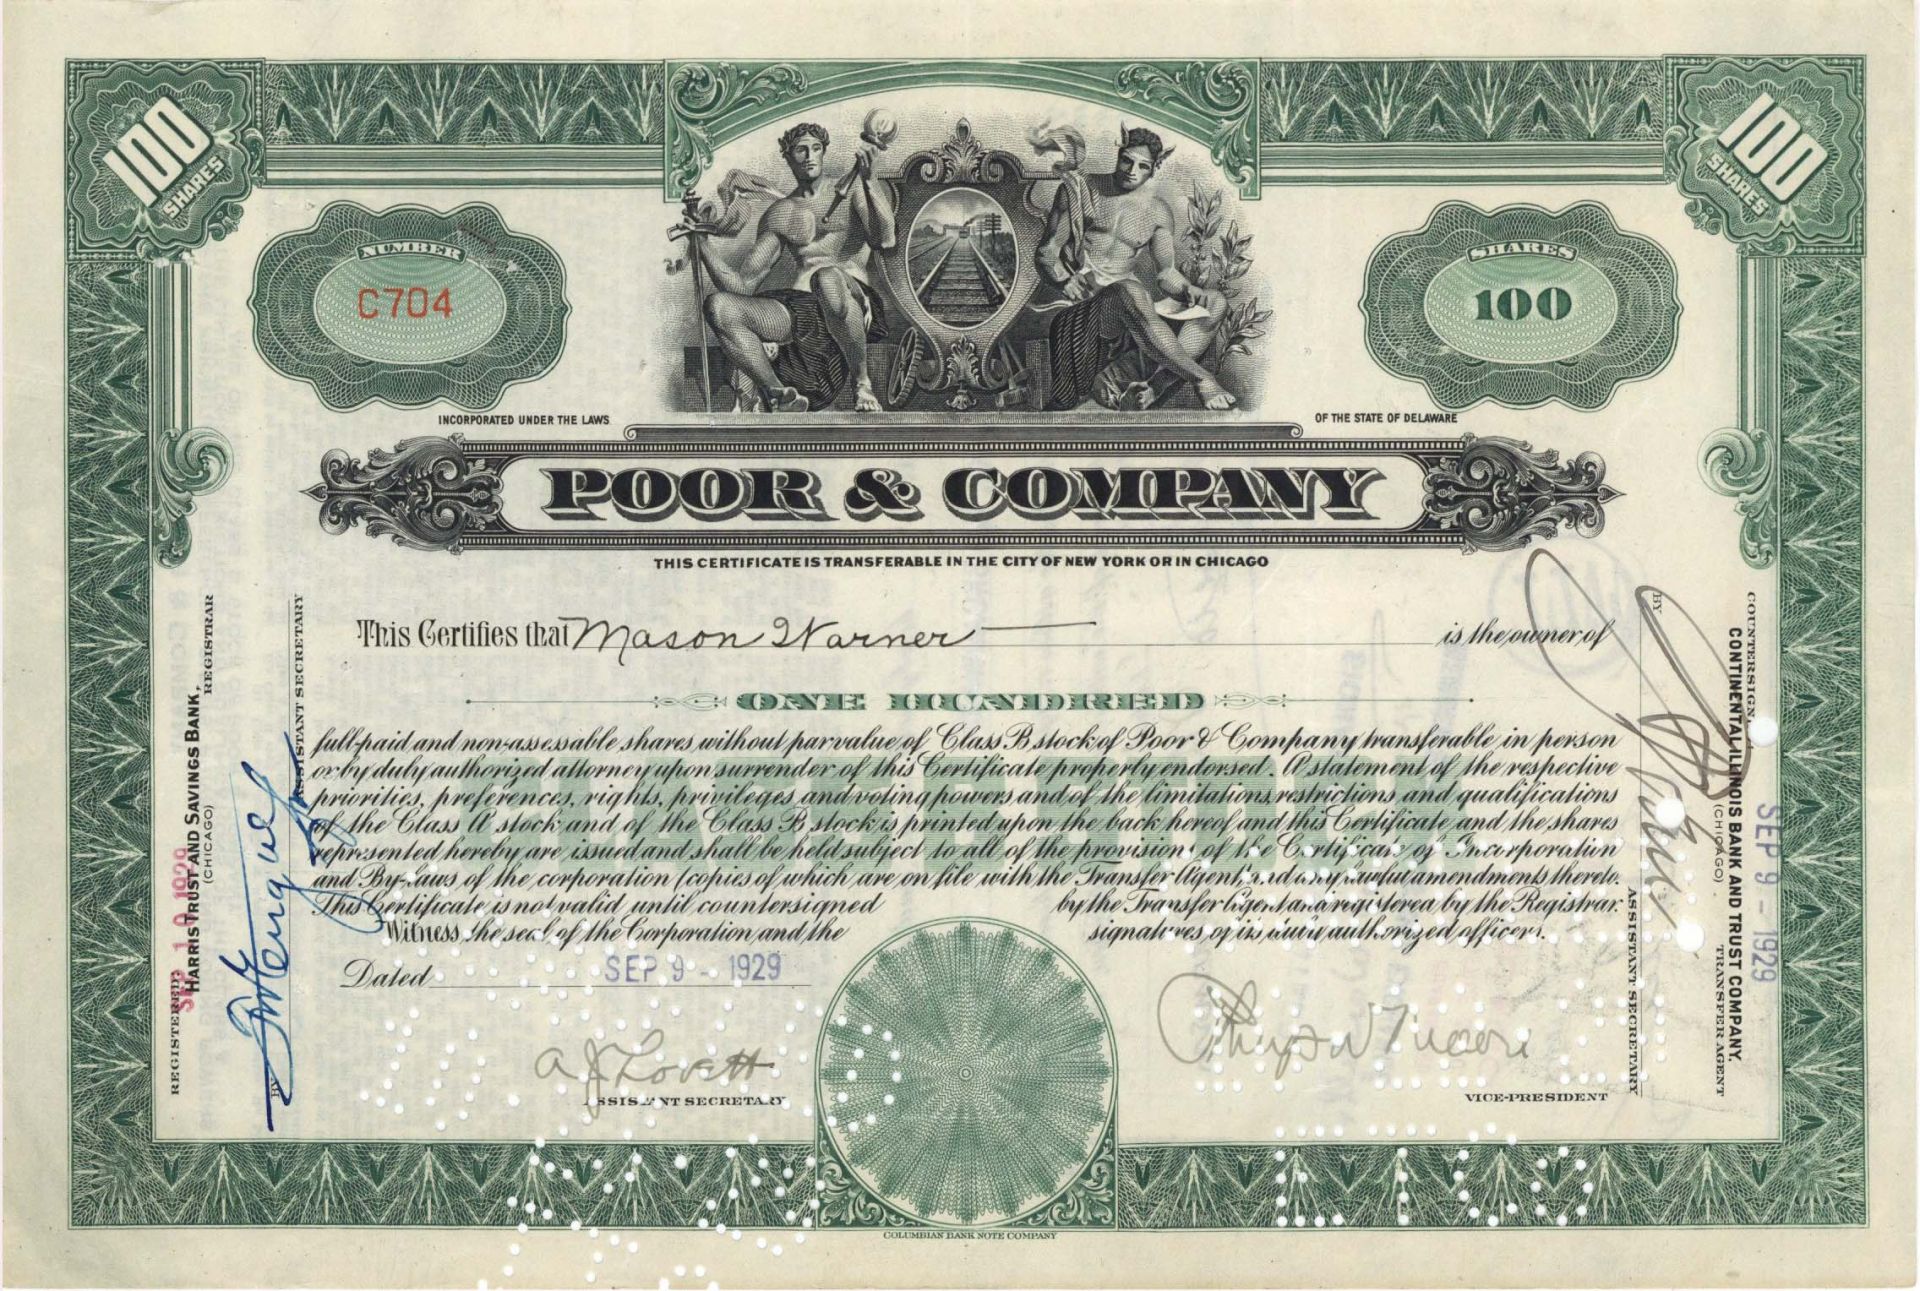 100 SHARES
100 SHARES
NUMBER
C704
SHARES
100
INCORPORATED UNDER THE LAWS
OF THE STATE OF DELAWARE
POOR & COMPANY
THIS CERTIFICATE IS TRANSFERABLE IN THE CITY OF NEW YORK OR IN CHICAGO
This Certifies that Mason Warner is the owner of
ONE HUNDRED
full-paid and non-assessable shares without par value of Class B stock of Poor & Company transferable in person
or by duly authorized attorney upon surrender of this Certificate properly endorsed. A statement of the respective
priorities, preferences, rights, privileges and voting powers and of the limitations, restrictions and qualifications
of the Class A stock and of the Class B stock is printed upon the back hereof and this Certificate and the shares
represented hereby are issued and shall be held subject to all of the provisions of the Certificate of Incorporation
and By-Laws of the corporation (copies of which are on file with the Transfer Agent) and any lawful amendments thereto.
This Certificate is not valid until countersigned by the Transfer Agent and registered by the Registrar.
Witness the seal of the Corporation and the signatures of its duly authorized officers.
Dated SEP 9 - 1929
A J Lovett
ASSISTANT SECRETARY
Philip W Moore
VICE-PRESIDENT
COLUMBIAN BANK NOTE COMPANY
REGISTERED:
SEP 10 1929
HARRIS TRUST AND SAVINGS BANK,
(CHICAGO)
REGISTRAR
BY
ASSISTANT SECRETARY
COUNTERSIGNED:
CONTINENTAL ILLINOIS BANK AND TRUST COMPANY,
(CHICAGO)
TRANSFER AGENT
SEP 9 - 1929
BY
ASSISTANT SECRETARY